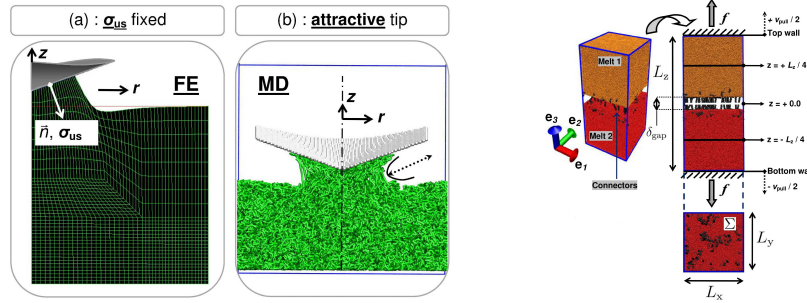 (a) : σus fixed
(b) : attractive tip
z
r
FE
n⃗, σus
MD
z
r
Melt 1
Melt 2
e3
e2
e1
Connectors
Lz
δgap
f
+ vpull / 2
Top wall
z = + Lz / 4
z = + 0.0
z = - Lz / 4
Bottom wa
- vpull / 2
f
Σ
Ly
Lx